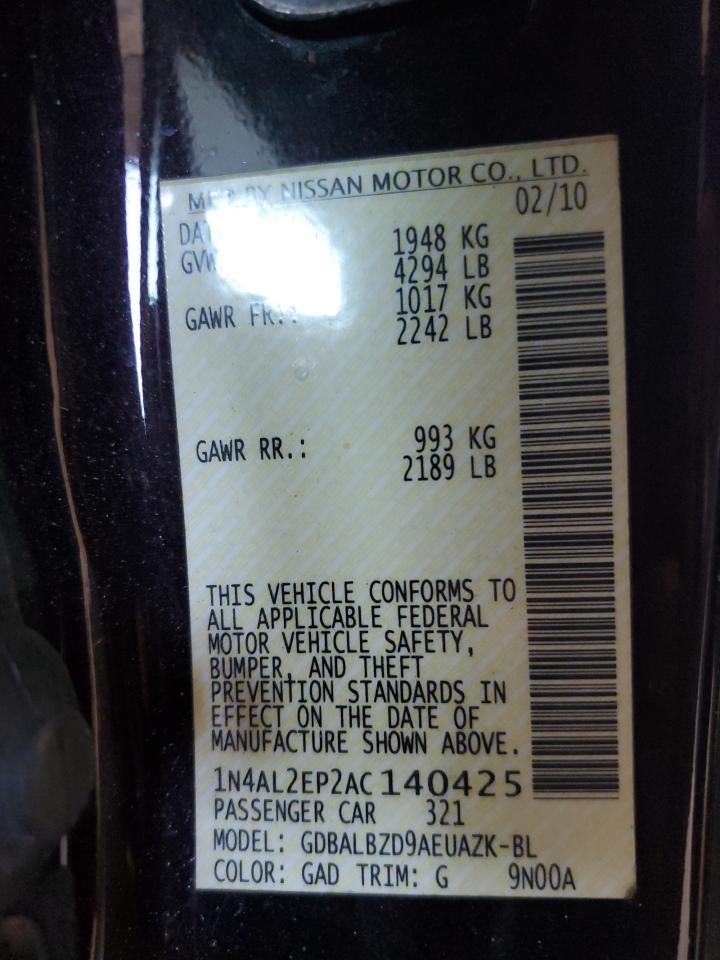 BY NISSAN MOTOR CO., LTD.
02/10
1948 KG
4294 LB
GAWR FR.: 1017 KG
2242 LB
GAWR RR.: 993 KG
2189 LB
THIS VEHICLE CONFORMS TO
ALL APPLICABLE FEDERAL
MOTOR VEHICLE SAFETY,
BUMPER, AND THEFT
PREVENTION STANDARDS IN
EFFECT ON THE DATE OF
MANUFACTURE SHOWN ABOVE.
1N4AL2EP2AC140425
PASSENGER CAR 321
MODEL: GDBALBZD9AEUAZK-BL
COLOR: GAD TRIM: G 9N00A